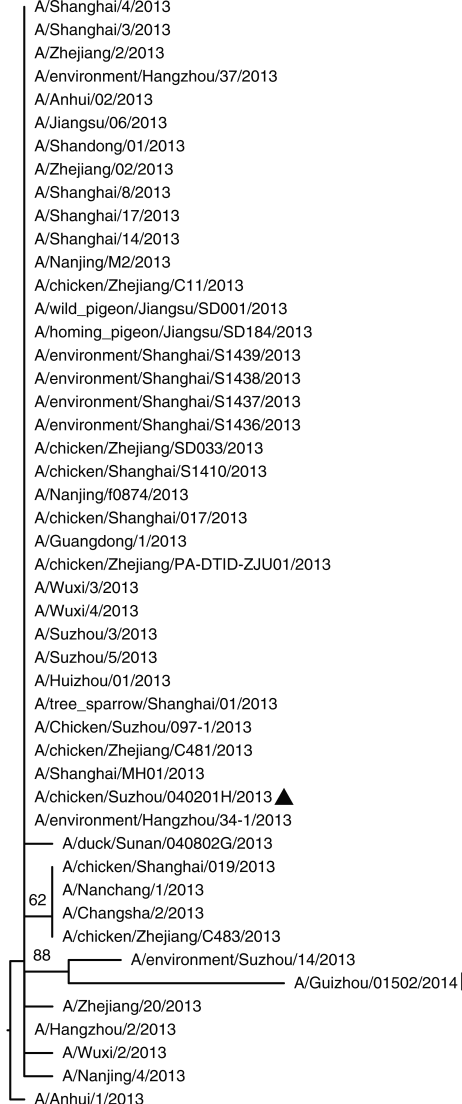 A/Shanghai/4/2013
A/Shanghai/3/2013
A/Zhejiang/2/2013
A/environment/Hangzhou/37/2013
A/Anhui/02/2013
A/Jiangsu/06/2013
A/Shandong/01/2013
A/Zhejiang/02/2013
A/Shanghai/8/2013
A/Shanghai/17/2013
A/Shanghai/14/2013
A/Nanjing/M2/2013
A/chicken/Zhejiang/C11/2013
A/wild_pigeon/Jiangsu/SD001/2013
A/homing_pigeon/Jiangsu/SD184/2013
A/environment/Shanghai/S1439/2013
A/environment/Shanghai/S1438/2013
A/environment/Shanghai/S1437/2013
A/environment/Shanghai/S1436/2013
A/chicken/Zhejiang/SD033/2013
A/chicken/Shanghai/S1410/2013
A/Nanjing/f0874/2013
A/chicken/Shanghai/017/2013
A/Guangdong/1/2013
A/chicken/Zhejiang/PA-DTID-ZJU01/2013
A/Wuxi/3/2013
A/Wuxi/4/2013
A/Suzhou/3/2013
A/Suzhou/5/2013
A/Huizhou/01/2013
A/tree_sparrow/Shanghai/01/2013
A/Chicken/Suzhou/097-1/2013
A/chicken/Zhejiang/C481/2013
A/Shanghai/MH01/2013
A/chicken/Suzhou/040201H/2013
A/environment/Hangzhou/34-1/2013
A/duck/Sunan/040802G/2013
A/chicken/Shanghai/019/2013
A/Nanchang/1/2013
62
A/Changsha/2/2013
A/chicken/Zhejiang/C483/2013
88
A/environment/Suzhou/14/2013
A/Guizhou/01502/2014
A/Zhejiang/20/2013
A/Hangzhou/2/2013
A/Wuxi/2/2013
A/Nanjing/4/2013
A/Anhui/1/2013